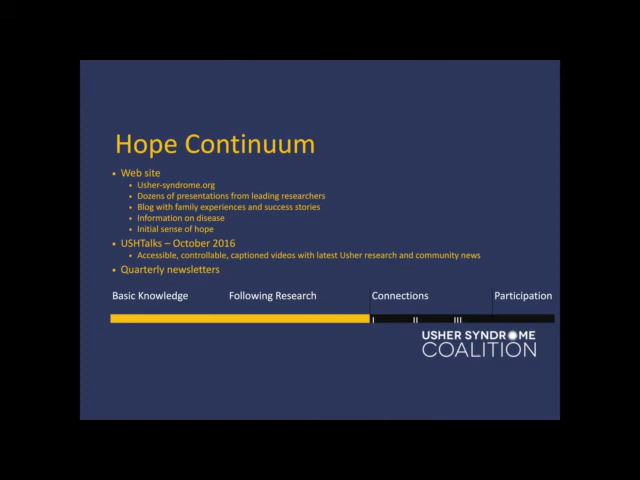 Hope Continuum
• Web site
• Usher-syndrome.org
• Dozens of presentations from leading researchers
• Blog with family experiences and success stories
• Information on disease
• Initial sense of hope
• USHTalks – October 2016
• Accessible, controllable, captioned videos with latest Usher research and community news
• Quarterly newsletters
Basic Knowledge Following Research Connections Participation
I II III
USHER SYNDROME
COALITION